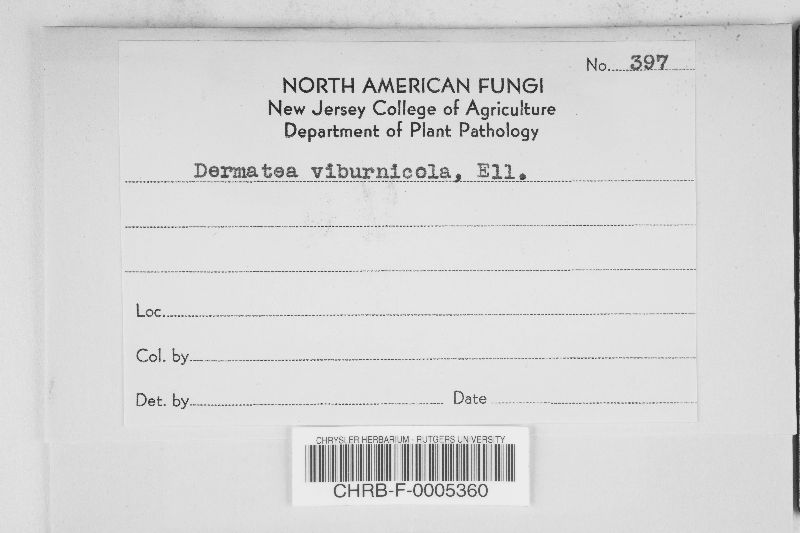 No. 397
NORTH AMERICAN FUNGI
New Jersey College of Agriculture
Department of Plant Pathology
Dermatea viburnicola, Ell.
Loc.
Col. by
Det. by Date
CHRYSLER HERBARIUM - RUTGERS UNIVERSITY
CHRB-F-0005360